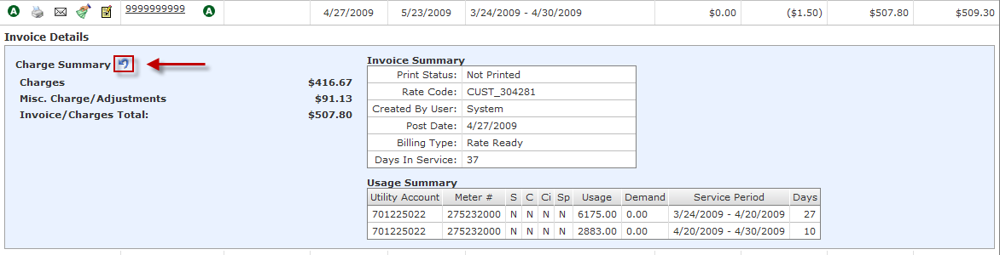 A 9999999999 A 4/27/2009 5/23/2009 3/24/2009 - 4/30/2009 $0.00 ($1.50) $507.80 $509.30
Invoice Details
Charge Summary
Charges $416.67
Misc. Charge/Adjustments $91.13
Invoice/Charges Total: $507.80
Invoice Summary
Print Status: Not Printed
Rate Code: CUST_304281
Created By User: System
Post Date: 4/27/2009
Billing Type: Rate Ready
Days In Service: 37
Usage Summary
Utility Account Meter # S C Ci Sp Usage Demand Service Period Days
701225022 275232000 N N N N 6175.00 0.00 3/24/2009 - 4/20/2009 27
701225022 275232000 N N N N 2883.00 0.00 4/20/2009 - 4/30/2009 10